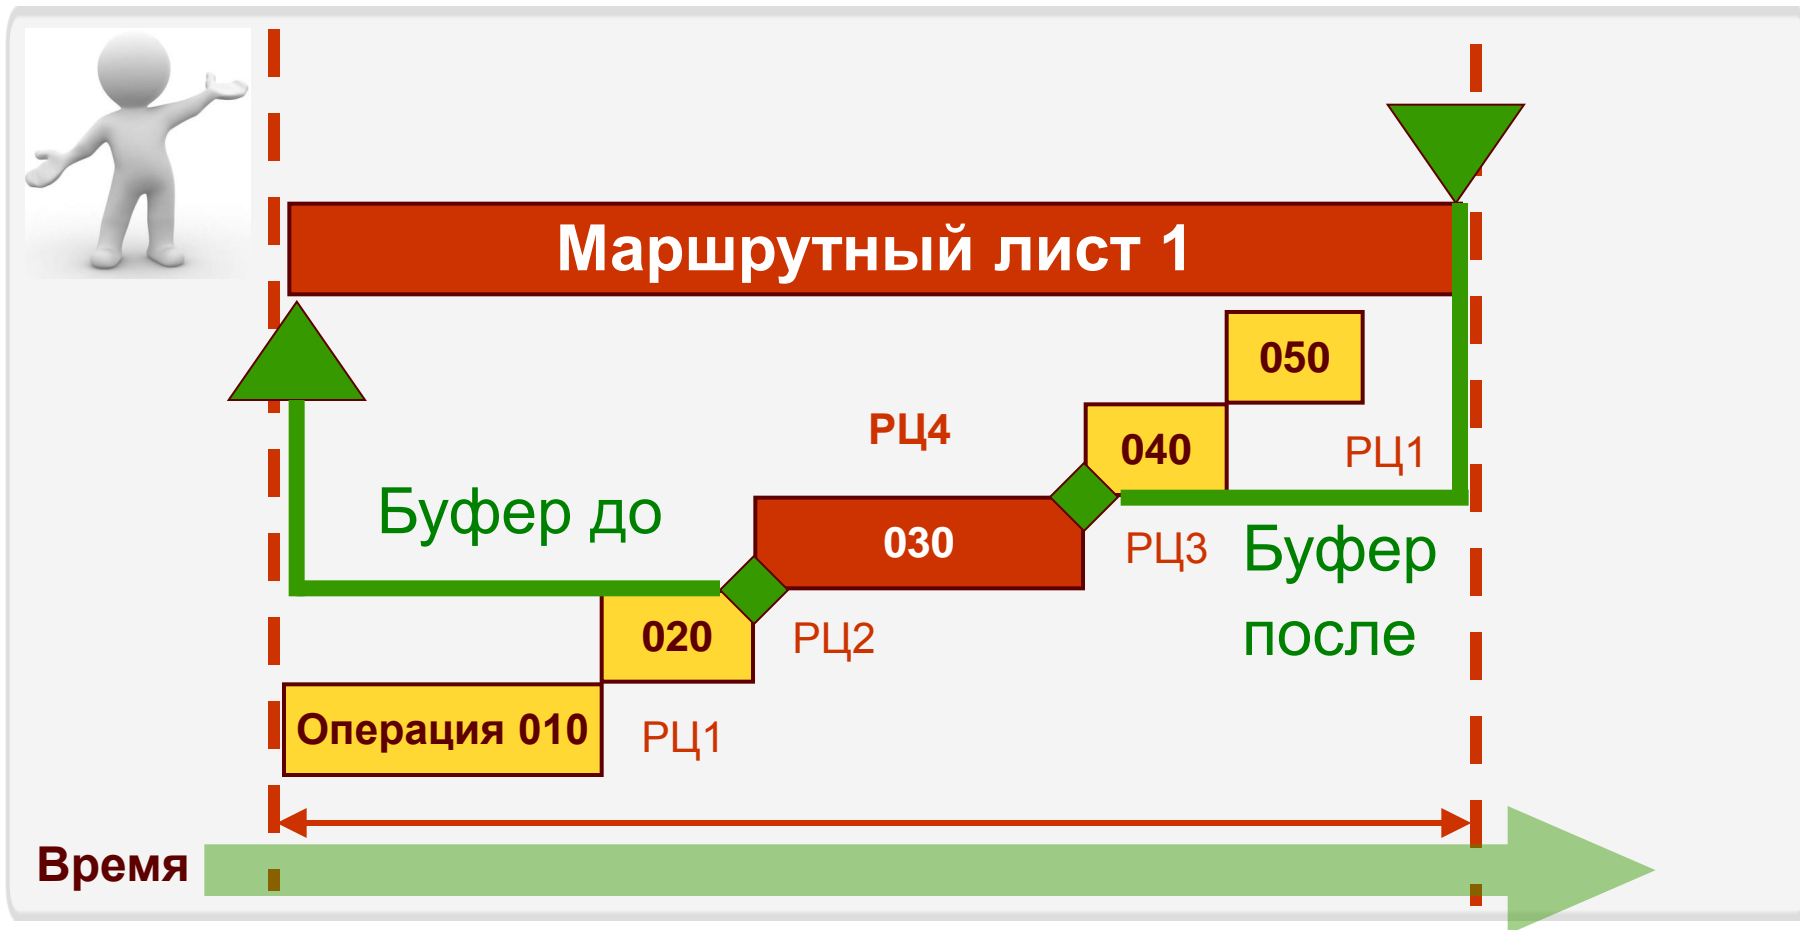 Маршрутный лист 1
050
РЦ4
040
РЦ1
Буфер до
030
РЦ3
Буфер
после
020
РЦ2
Операция 010
РЦ1
Время